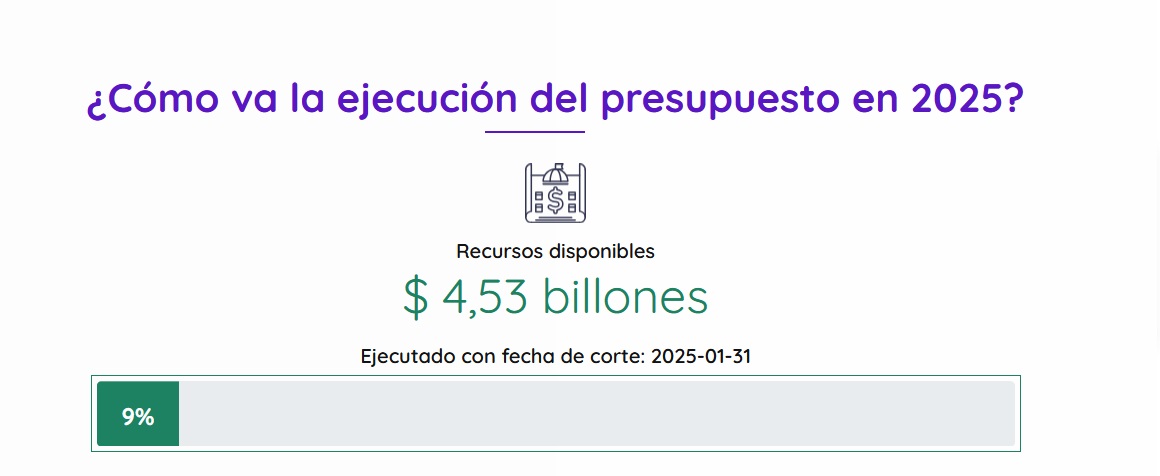 ¿Cómo va la ejecución del presupuesto en 2025?
$
Recursos disponibles
$ 4,53 billones
Ejecutado con fecha de corte: 2025-01-31
9%